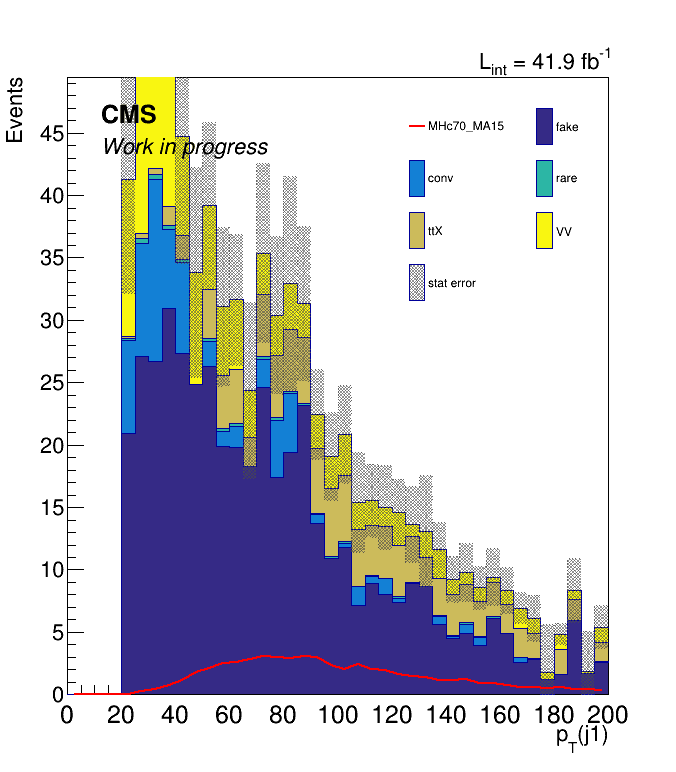 L_int = 41.9 fb^-1
Events
CMS
Work in progress
MHc70_MA15
fake
conv
rare
ttX
VV
stat error
45
40
35
30
25
20
15
10
5
0
0 20 40 60 80 100 120 140 160 180 200
p_T(j1)